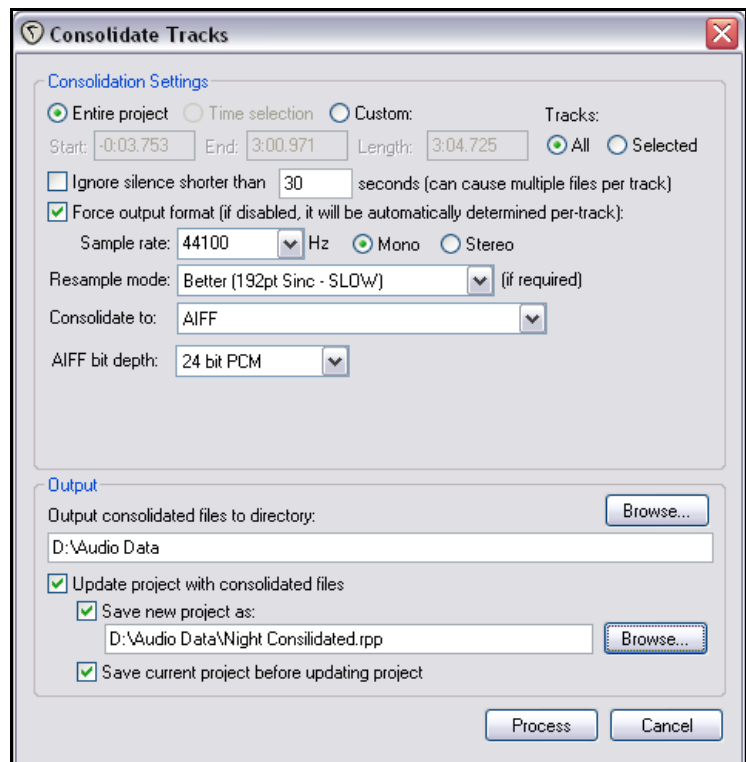 Consolidate Tracks
Consolidation Settings
Entire project Time selection Custom: Tracks:
Start: -0:03.753 End: 3:00.971 Length: 3:04.725 All Selected
Ignore silence shorter than 30 seconds (can cause multiple files per track)
Force output format (if disabled, it will be automatically determined per-track):
Sample rate: 44100 Hz Mono Stereo
Resample mode: Better (192pt Sinc - SLOW) (if required)
Consolidate to: AIFF
AIFF bit depth: 24 bit PCM
Output
Output consolidated files to directory: Browse...
D:\Audio Data
Update project with consolidated files
Save new project as:
D:\Audio Data\Night Consilidated.rpp Browse...
Save current project before updating project
Process Cancel